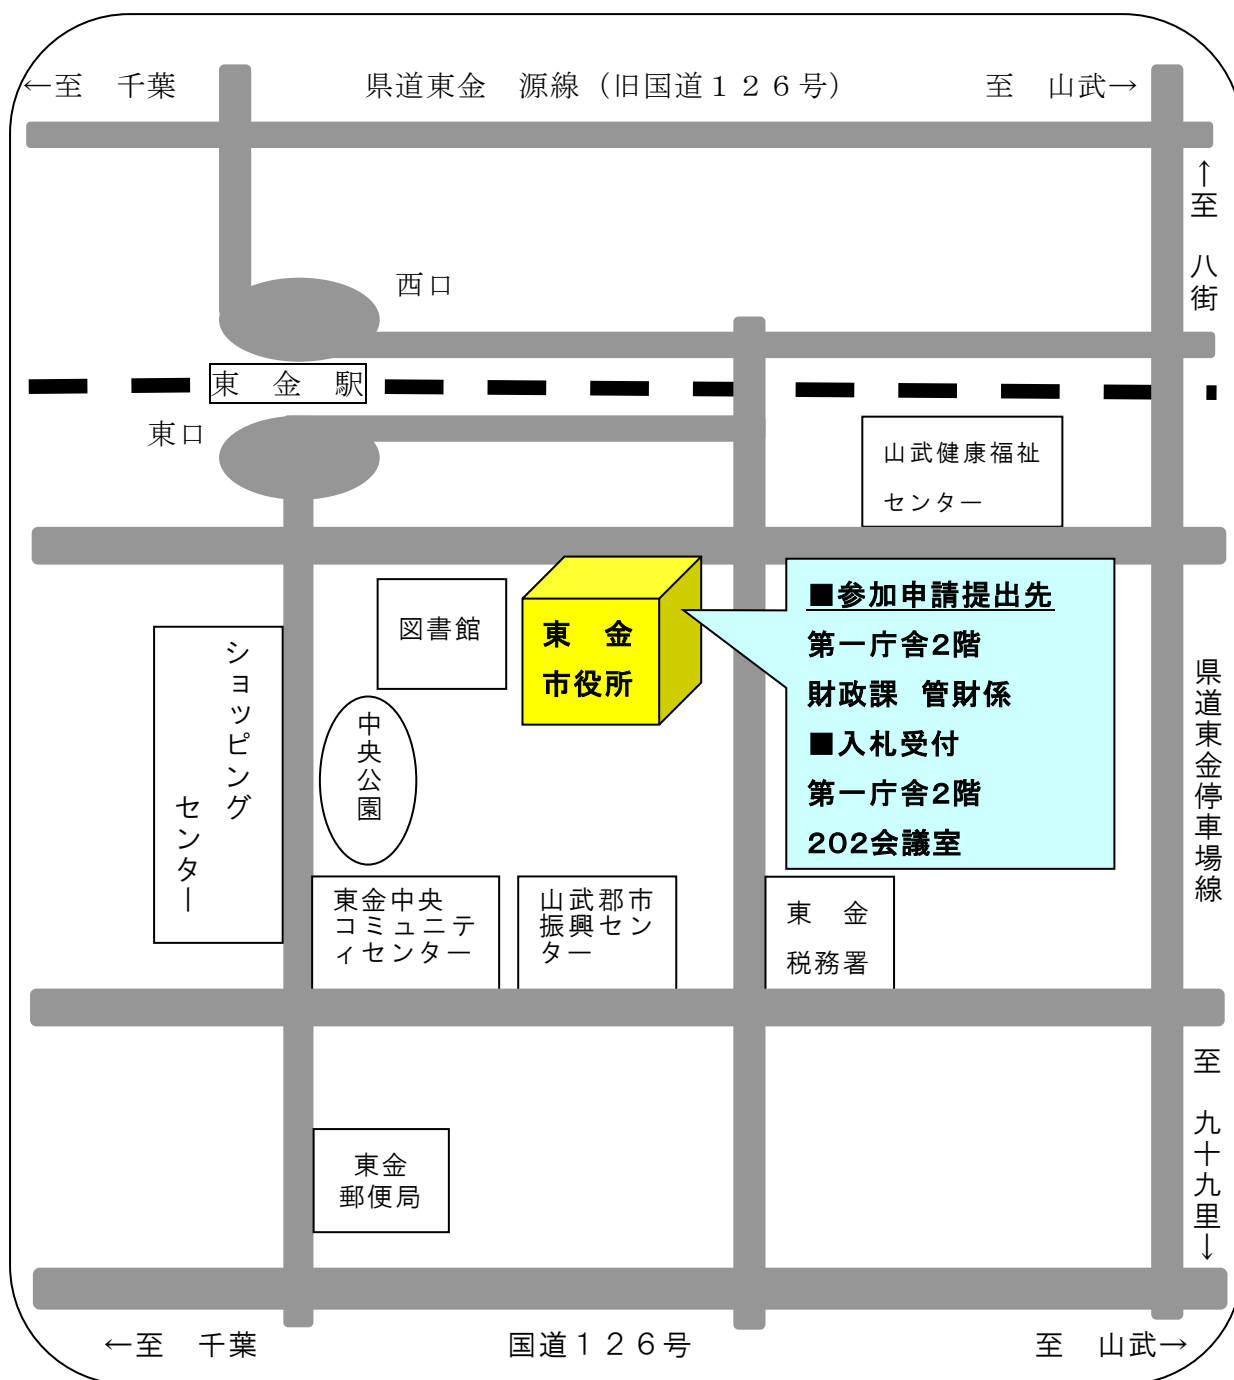 ←至　千葉
県道東金　源線（旧国道１２６号）
至　山武→
↑至　八街
西口
東　金　駅
東口
山武健康福祉
センター
図書館
東　金
市役所
■参加申請提出先
第一庁舎2階
財政課　管財係
■入札受付
第一庁舎2階
202会議室
ショッピング
センター
中央公園
県道東金停車場線
東金中央
コミュニテ
ィセンター
山武郡市
振興セン
ター
東　金
税務署
至　九十九里↓
東金
郵便局
←至　千葉
国道１２６号
至　山武→